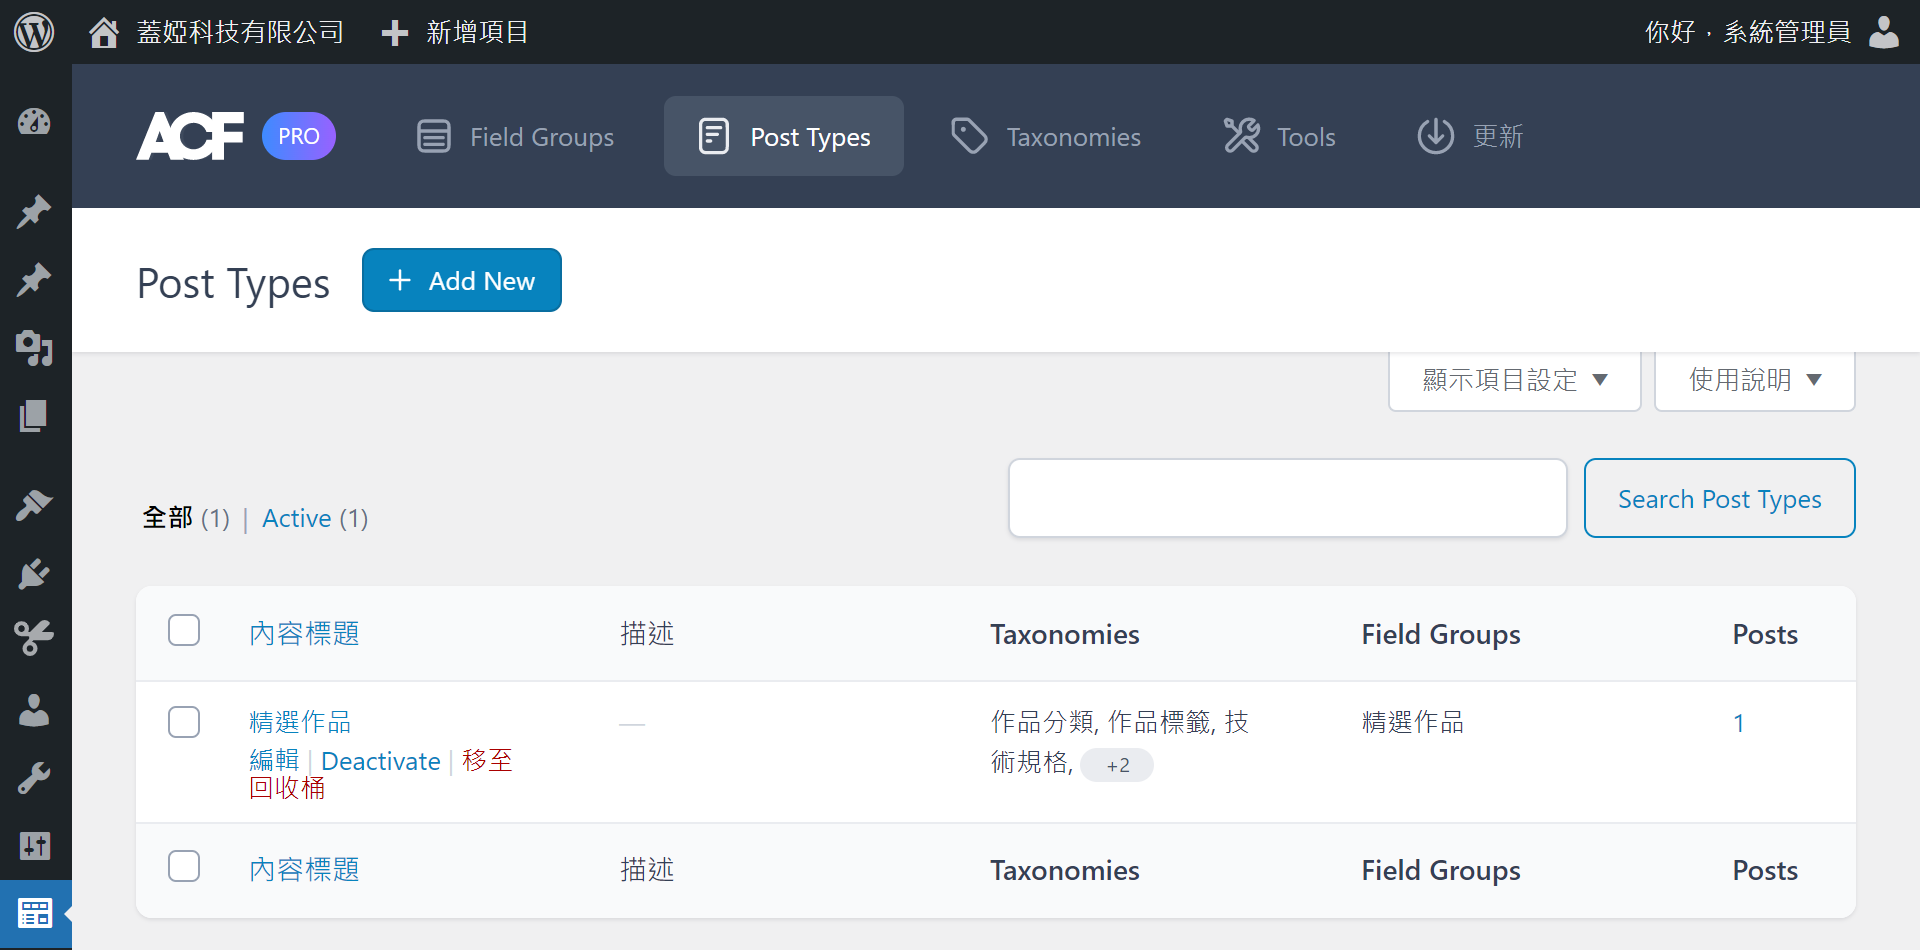 蓋婭科技有限公司 新增項目 你好，系統管理員
ACF PRO Field Groups Post Types Taxonomies Tools 更新
Post Types Add New
顯示項目設定 ▼ 使用說明 ▼
全部 (1) | Active (1) Search Post Types
內容標題 描述 Taxonomies Field Groups Posts
精選作品 — 作品分類, 作品標籤, 技 精選作品 1
編輯 | Deactivate | 移至 術規格, +2
回收桶
內容標題 描述 Taxonomies Field Groups Posts